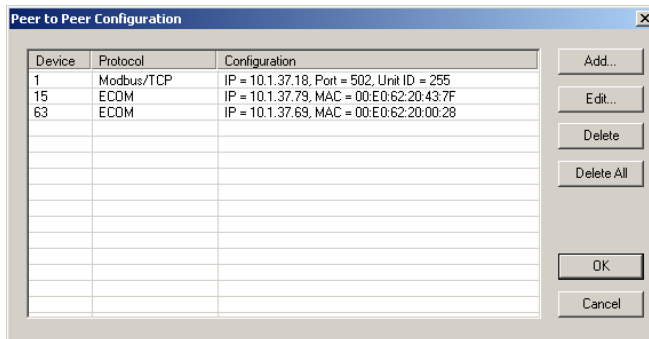 Peer to Peer Configuration
Device Protocol Configuration
1 Modbus/TCP IP = 10.1.37.18, Port = 502, Unit ID = 255
15 ECOM IP = 10.1.37.79, MAC = 00:E0:62:20:43:7F
63 ECOM IP = 10.1.37.69, MAC = 00:E0:62:20:00:28
Add...
Edit...
Delete
Delete All
OK
Cancel